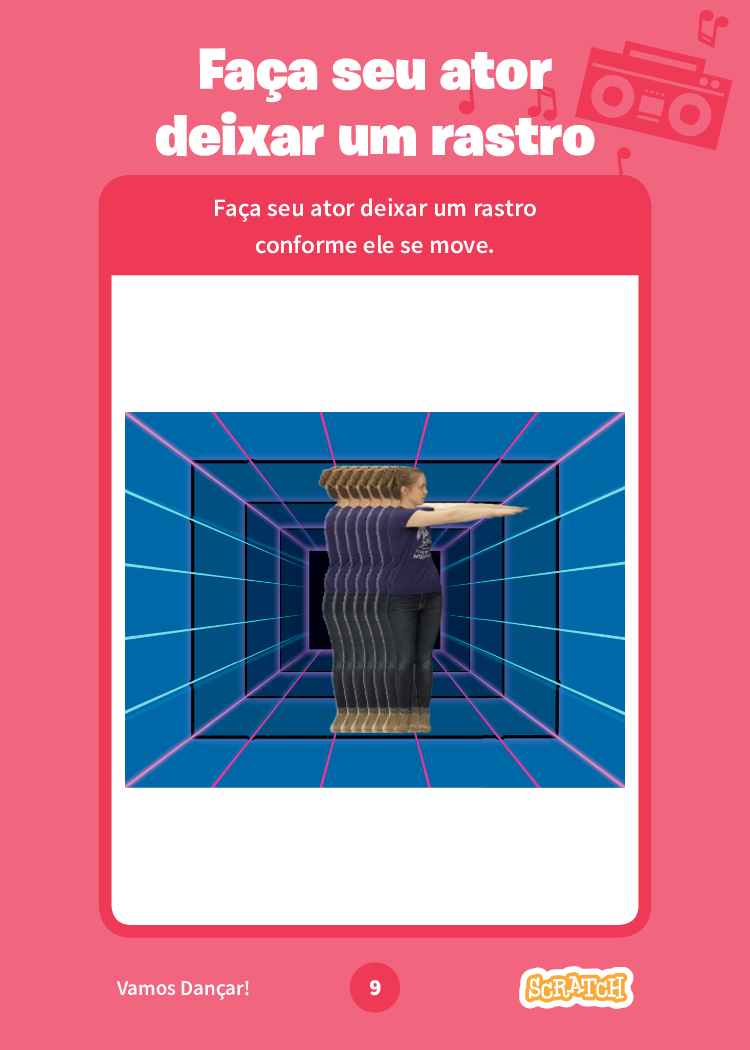 Faça seu ator
deixar um rastro
Faça seu ator deixar um rastro
conforme ele se move.
Vamos Dançar!
9
SCRATCH